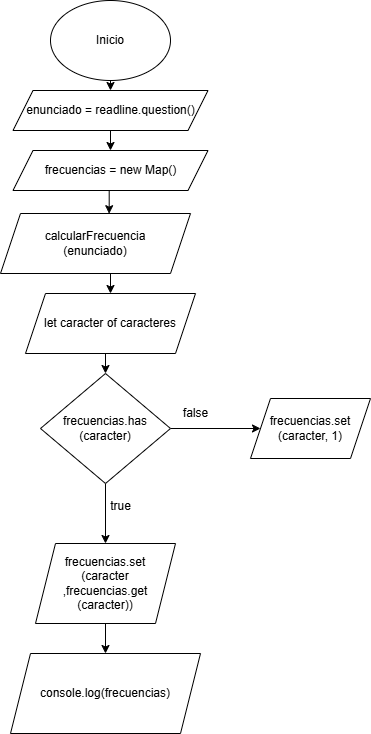 Inicio
enunciado = readline.question()
frecuencias = new Map()
calcularFrecuencia
(enunciado)
let caracter of caracteres
frecuencias.has
(caracter)
false
frecuencias.set
(caracter, 1)
true
frecuencias.set
(caracter
,frecuencias.get
(caracter))
console.log(frecuencias)